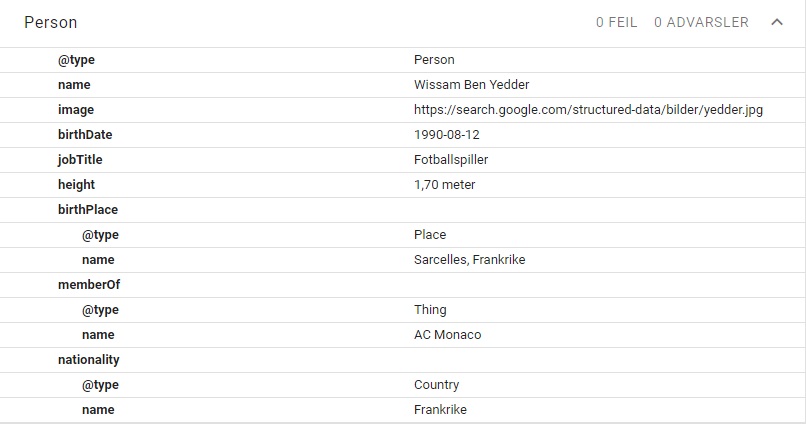 Person 0 FEIL 0 ADVARSLER
@type Person
name Wissam Ben Yedder
image https://search.google.com/structured-data/bilder/yedder.jpg
birthDate 1990-08-12
jobTitle Fotballspiller
height 1,70 meter
birthPlace
@type Place
name Sarcelles, Frankrike
memberOf
@type Thing
name AC Monaco
nationality
@type Country
name Frankrike